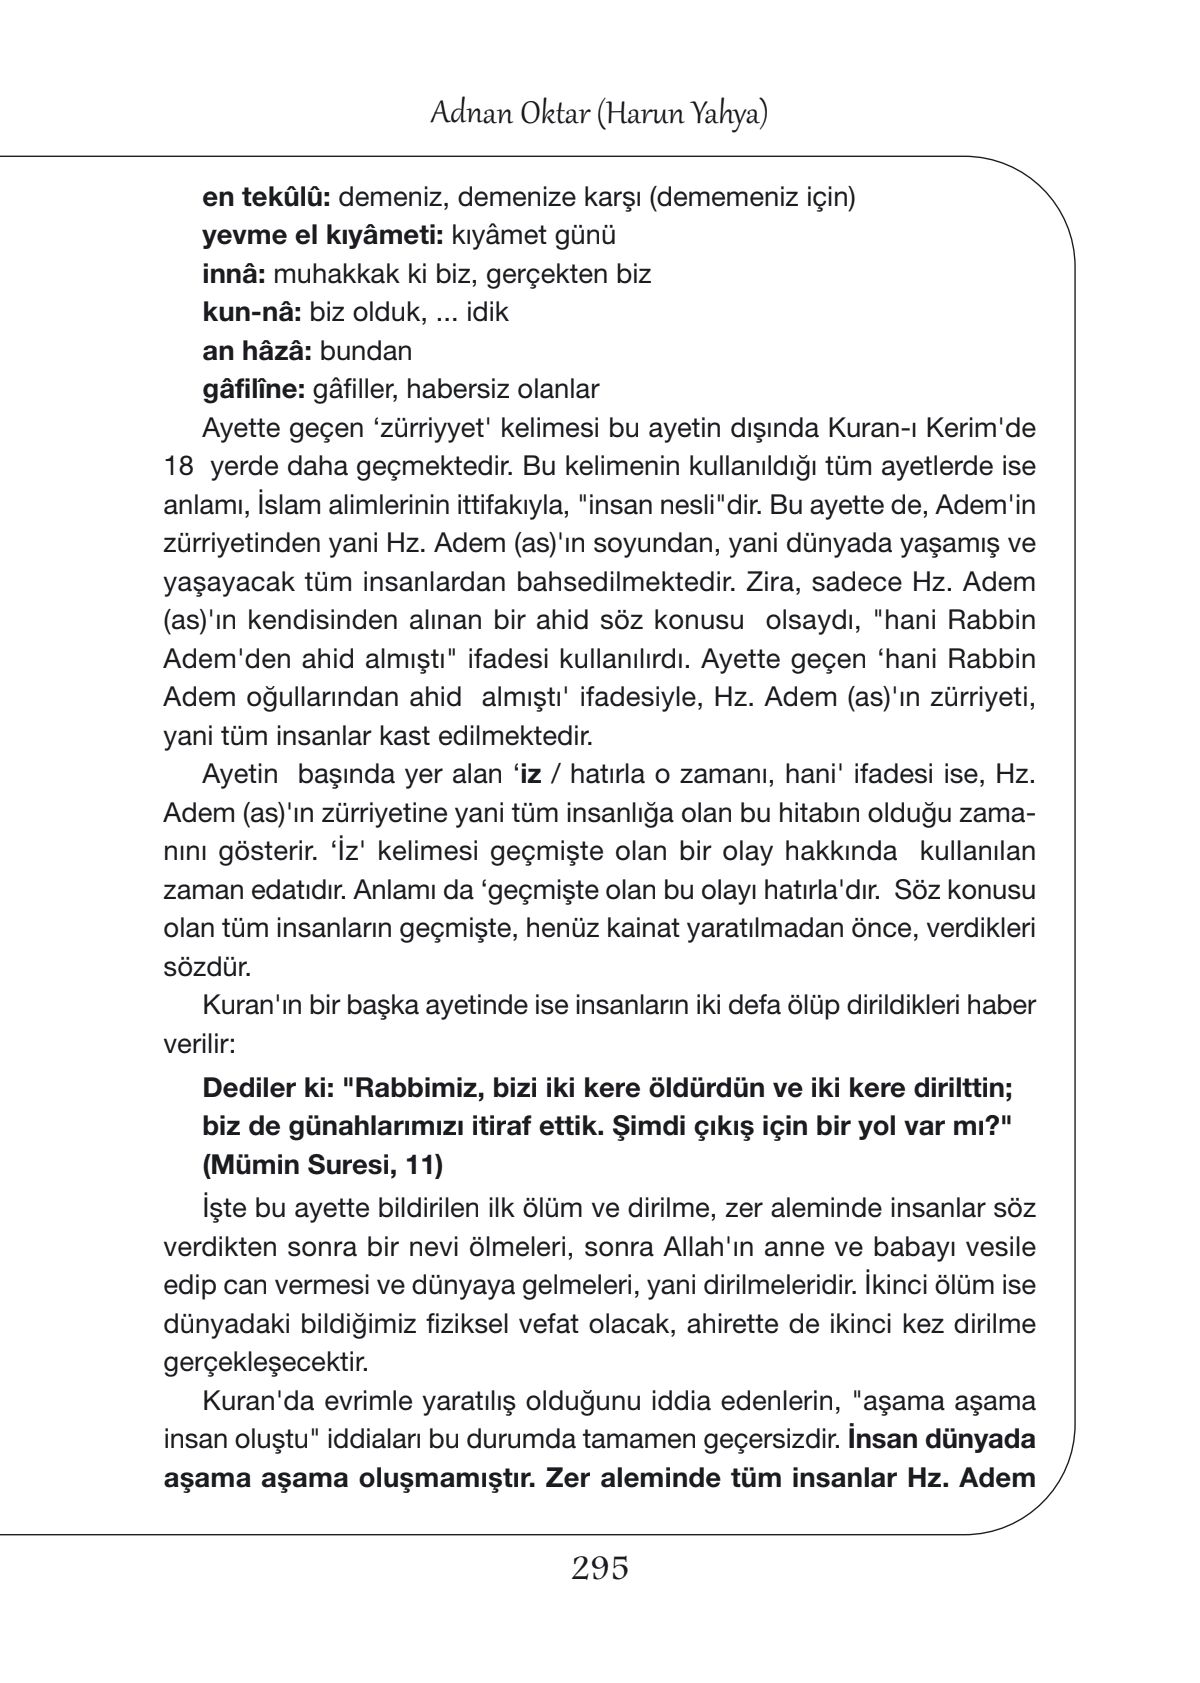 Adnan Oktar (Harun Yahya)
en tekûlû: demeniz, demenize karşı (dememeniz için)
yevme el kıyâmeti: kıyâmet günü
innâ: muhakkak ki biz, gerçekten biz
kun-nâ: biz olduk, ... idik
an hâzâ: bundan
gâfilîne: gâfiller, habersiz olanlar
Ayette geçen ‘zürriyyet' kelimesi bu ayetin dışında Kuran-ı Kerim'de
18 yerde daha geçmektedir. Bu kelimenin kullanıldığı tüm ayetlerde ise
anlamı, İslam alimlerinin ittifakıyla, "insan nesli"dir. Bu ayette de, Adem'in
zürriyetinden yani Hz. Adem (as)'ın soyundan, yani dünyada yaşamış ve
yaşayacak tüm insanlardan bahsedilmektedir. Zira, sadece Hz. Adem
(as)'ın kendisinden alınan bir ahid söz konusu olsaydı, "hani Rabbin
Adem'den ahid almıştı" ifadesi kullanılırdı. Ayette geçen ‘hani Rabbin
Adem oğullarından ahid almıştı' ifadesiyle, Hz. Adem (as)'ın zürriyeti,
yani tüm insanlar kast edilmektedir.
Ayetin başında yer alan ‘iz / hatırla o zamanı, hani' ifadesi ise, Hz.
Adem (as)'ın zürriyetine yani tüm insanlığa olan bu hitabın olduğu zama-
nını gösterir. ‘İz' kelimesi geçmişte olan bir olay hakkında kullanılan
zaman edatıdır. Anlamı da ‘geçmişte olan bu olayı hatırla'dır. Söz konusu
olan tüm insanların geçmişte, henüz kainat yaratılmadan önce, verdikleri
sözdür.
Kuran'ın bir başka ayetinde ise insanların iki defa ölüp dirildikleri haber
verilir:
Dediler ki: "Rabbimiz, bizi iki kere öldürdün ve iki kere dirilttin;
biz de günahlarımızı itiraf ettik. Şimdi çıkış için bir yol var mı?"
(Mümin Suresi, 11)
İşte bu ayette bildirilen ilk ölüm ve dirilme, zer aleminde insanlar söz
verdikten sonra bir nevi ölmeleri, sonra Allah'ın anne ve babayı vesile
edip can vermesi ve dünyaya gelmeleri, yani dirilmeleridir. İkinci ölüm ise
dünyadaki bildiğimiz fiziksel vefat olacak, ahirette de ikinci kez dirilme
gerçekleşecektir.
Kuran'da evrimle yaratılış olduğunu iddia edenlerin, "aşama aşama
insan oluştu" iddiaları bu durumda tamamen geçersizdir. İnsan dünyada
aşama aşama oluşmamıştır. Zer aleminde tüm insanlar Hz. Adem
295